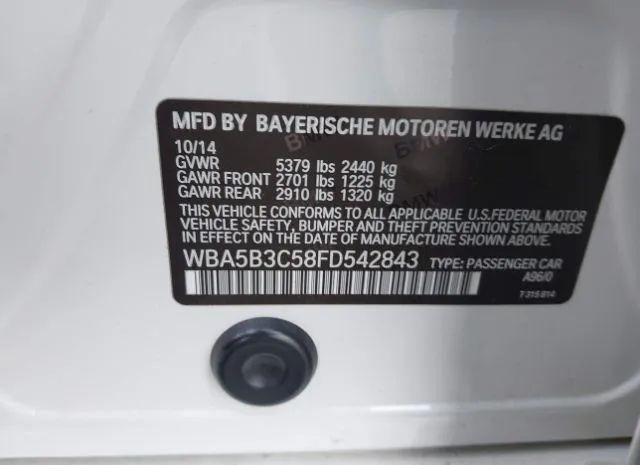 MFD BY BAYERISCHE MOTOREN WERKE AG
10/14
GVWR 5379 lbs 2440 kg
GAWR FRONT 2701 lbs 1225 kg
GAWR REAR 2910 lbs 1320 kg
THIS VEHICLE CONFORMS TO ALL APPLICABLE U.S.FEDERAL MOTOR
VEHICLE SAFETY, BUMPER AND THEFT PREVENTION STANDARDS
IN EFFECT ON THE DATE OF MANUFACTURE SHOWN ABOVE.
WBA5B3C58FD542843 TYPE: PASSENGER CAR
A96/0
7315814